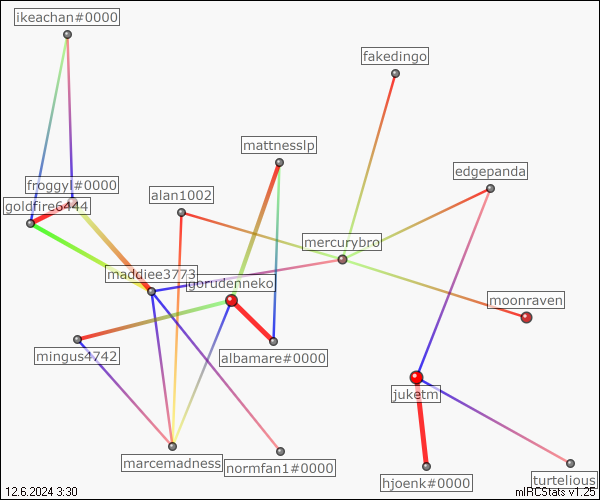 ikeachan#0000
fakedingo
mattnesslp
edgepanda
froggyl#0000
alan1002
goldfire6444
mercurybro
maddiee3773
gorudenneko
moonraven
mingus4742
albamare#0000
juketm
marcemadness
normfan1#0000
hjoenk#0000
turtelious
12.6.2024 3:30
mIRCStats v1.25